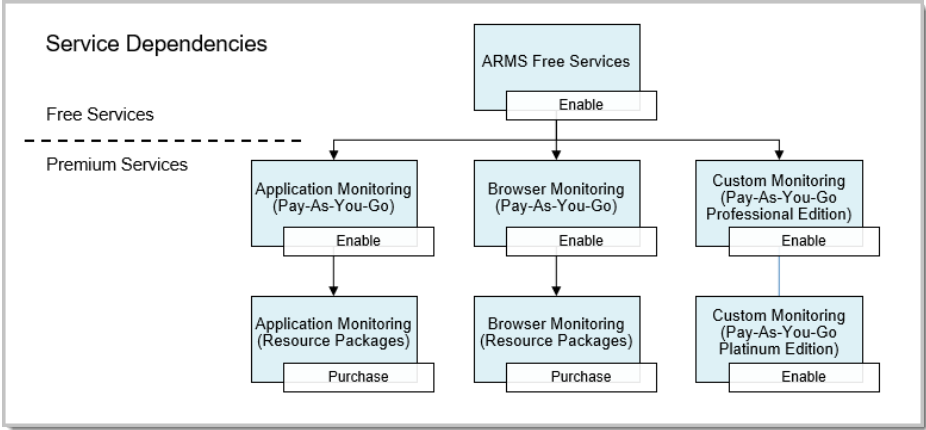 Service Dependencies
ARMS Free Services
Enable
Free Services
Premium Services
Application Monitoring
(Pay-As-You-Go)
Enable
Browser Monitoring
(Pay-As-You-Go)
Enable
Custom Monitoring
(Pay-As-You-Go
Professional Edition)
Enable
Application Monitoring
(Resource Packages)
Purchase
Browser Monitoring
(Resource Packages)
Purchase
Custom Monitoring
(Pay-As-You-Go
Platinum Edition)
Enable